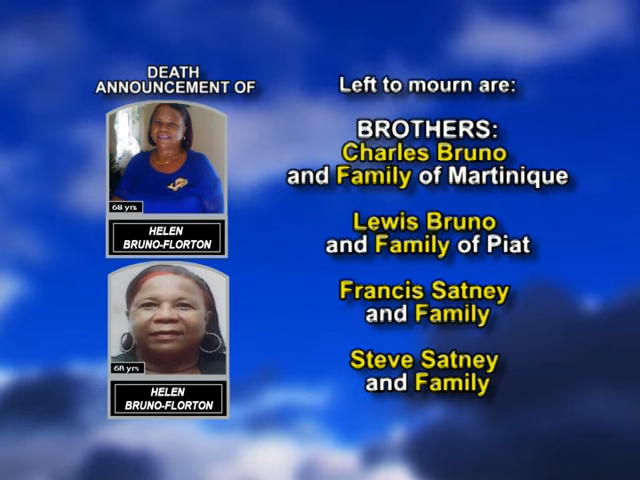 DEATH
ANNOUNCEMENT OF
68 yrs
HELEN
BRUNO-FLORTON
68 yrs
HELEN
BRUNO-FLORTON
Left to mourn are:
BROTHERS:
Charles Bruno
and Family of Martinique
Lewis Bruno
and Family of Piat
Francis Satney
and Family
Steve Satney
and Family